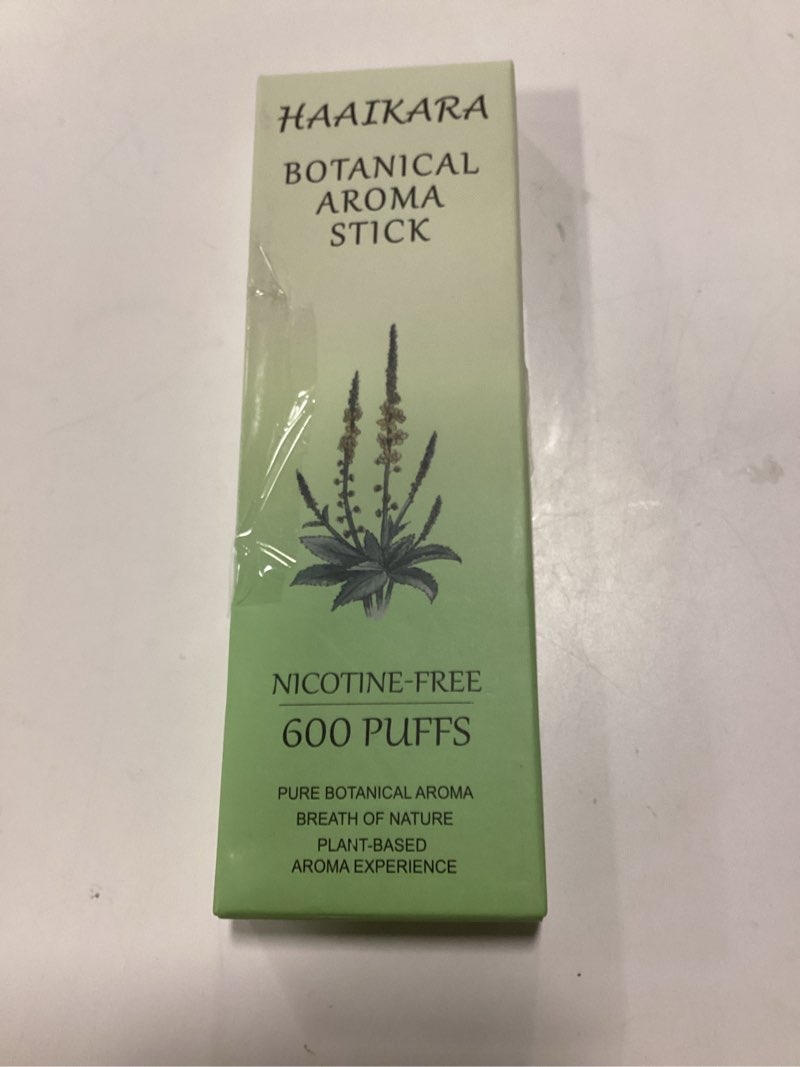 HAAIKARA
BOTANICAL
AROMA
STICK
NICOTINE-FREE
600 PUFFS
PURE BOTANICAL AROMA
BREATH OF NATURE
PLANT-BASED
AROMA EXPERIENCE